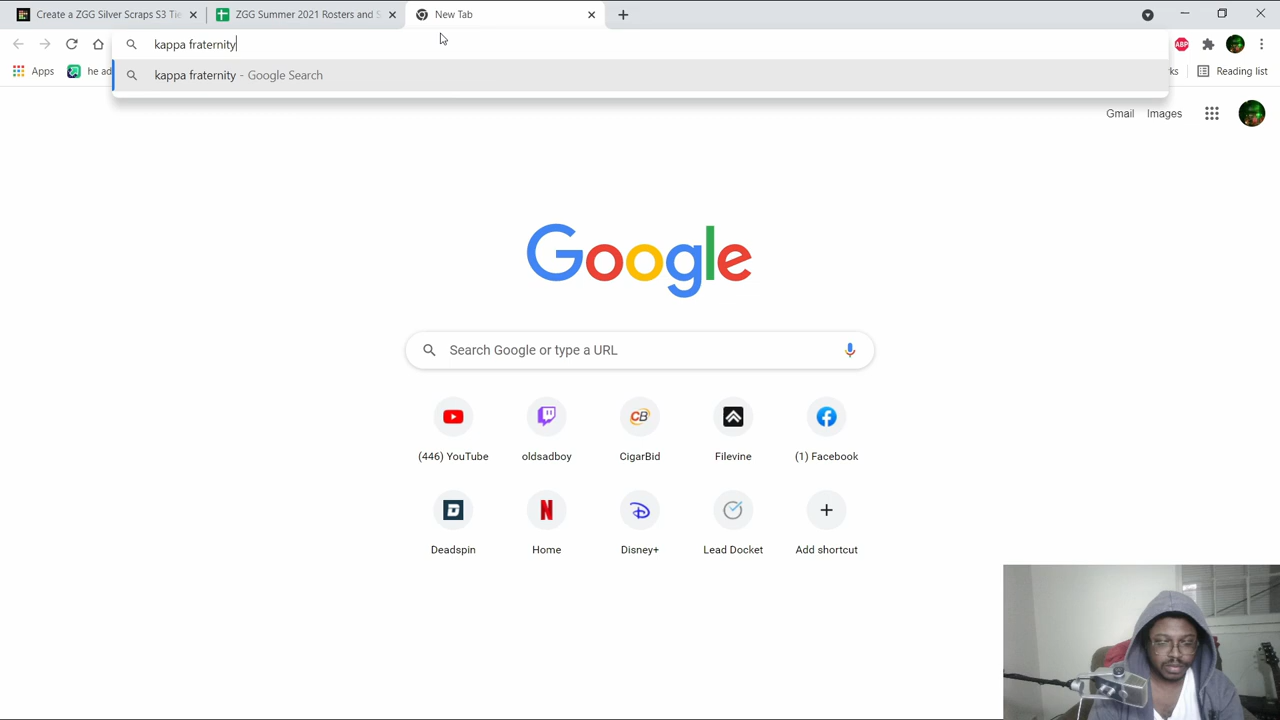 Create a ZGG Silver Scraps S3 Tie
ZGG Summer 2021 Rosters and S
New Tab
kappa fraternity
ABP
Apps
he ad
ks
Reading list
kappa fraternity - Google Search
Gmail
Images
Google
Search Google or type a URL
(446) YouTube
oldsadboy
CB
CigarBid
Filevine
(1) Facebook
Deadspin
Home
Disney+
Lead Docket
Add shortcut